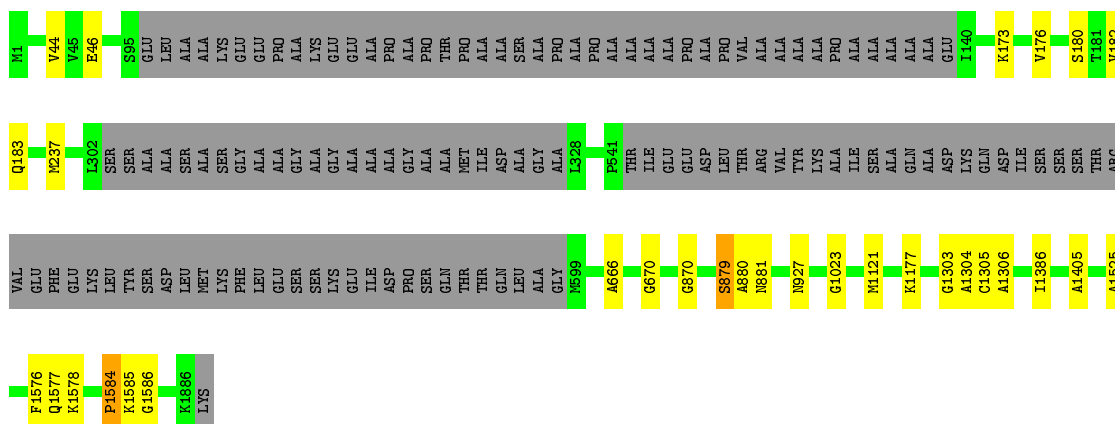 M1 V44 V45 E46 S95 GLU LEU ALA ALA LYS GLU GLU PRO ALA LYS GLU GLU ALA PRO ALA PRO THR PRO ALA ALA SER ALA PRO ALA PRO ALA ALA ALA ALA PRO ALA PRO VAL ALA ALA ALA ALA PRO ALA ALA ALA ALA ALA GLU I140 K173 V176 S180 T181 V182
Q183 M237 L302 SER SER ALA ALA SER ALA SER GLY ALA ALA GLY ALA GLY ALA ALA ALA GLY ALA ALA MET ILE ASP ALA GLY ALA L328 P541 THR ILE GLU GLU ASP LEU THR ARG VAL TYR LYS ALA ILE SER ALA GLN ALA ASP LYS GLN ASP ILE SER SER SER THR ARG
VAL GLU PHE GLU LYS LEU TYR SER ASP LEU MET LYS PHE LEU GLU SER SER LYS GLU ILE ASP PRO SER GLN THR THR GLN LEU ALA GLY M599 A666 G670 G870 S879 A880 N881 N927 G1023 M1121 K1177 G1303 A1304 C1305 A1306 I1386 A1405
F1576 Q1577 K1578 P1584 K1585 G1586 K1886 LYS